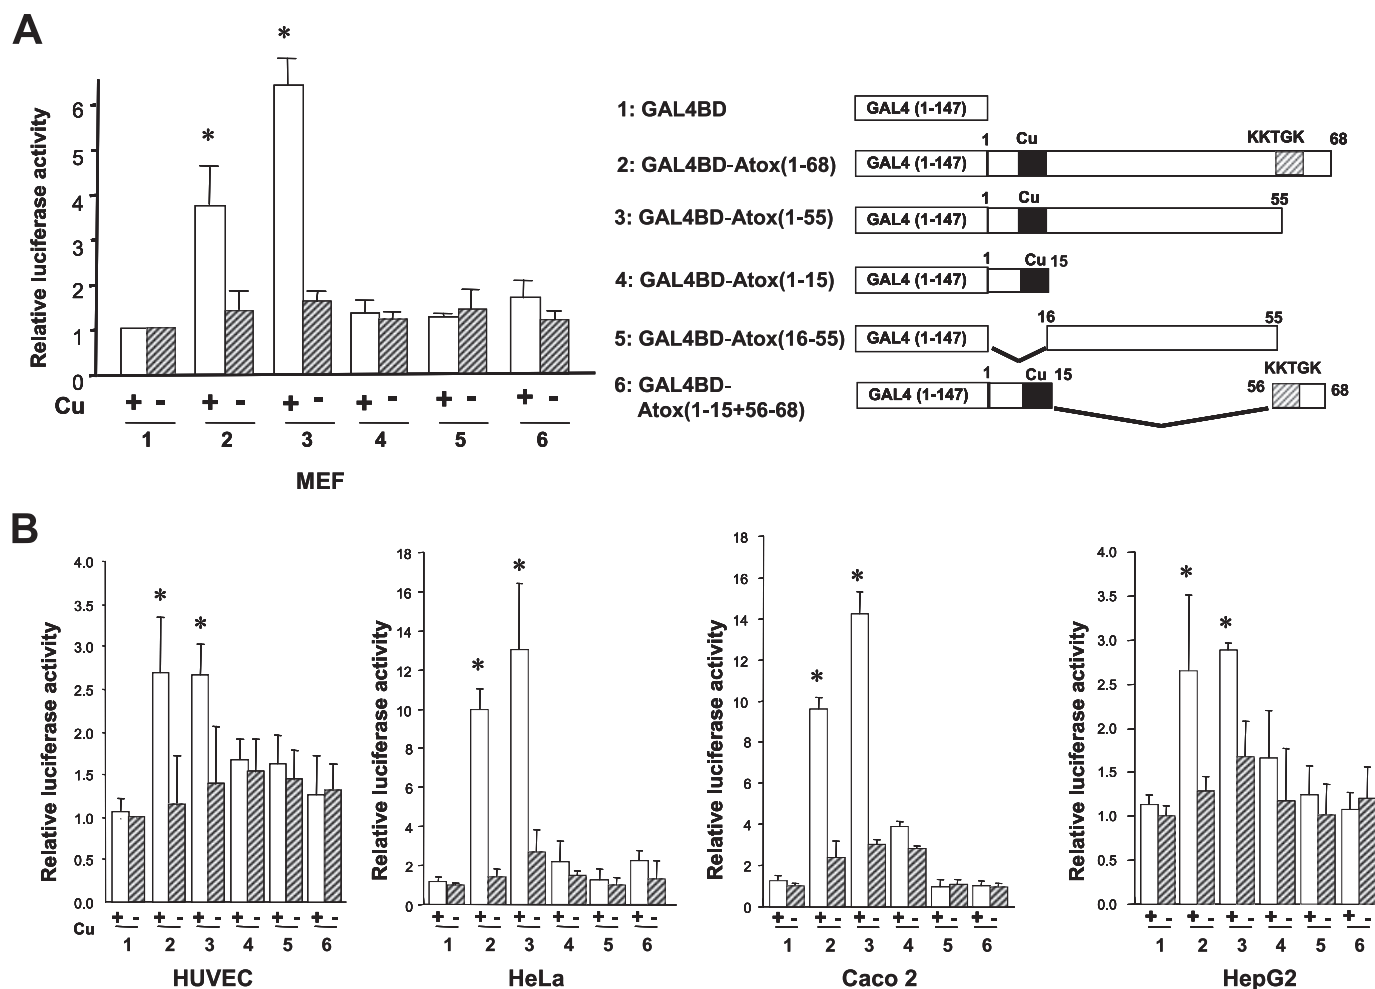 A
Relative luciferase activity
6
5
4
3
2
1
0
Cu
+ - + - + - + - + - + -
1 2 3 4 5 6
MEF
*
*
1: GAL4BD
GAL4 (1-147)
2: GAL4BD-Atox(1-68)
GAL4 (1-147)
1 Cu KKTGK 68
3: GAL4BD-Atox(1-55)
GAL4 (1-147)
1 Cu 55
4: GAL4BD-Atox(1-15)
GAL4 (1-147)
1 Cu 15
5: GAL4BD-Atox(16-55)
GAL4 (1-147)
16 55
6: GAL4BD-
Atox(1-15+56-68)
GAL4 (1-147)
1 Cu 15 56 KKTGK 68
B
Relative luciferase activity
4.0
3.5
3.0
2.5
2.0
1.5
1.0
0.5
0.0
* *
Cu
+ - + - + - + - + - + -
1 2 3 4 5 6
HUVEC
Relative luciferase activity
18
16
14
12
10
8
6
4
2
0
* *
+ - + - + - + - + - + -
1 2 3 4 5 6
HeLa
Relative luciferase activity
18
16
14
12
10
8
6
4
2
0
* *
+ - + - + - + - + - + -
1 2 3 4 5 6
Caco 2
Relative luciferase activity
4.0
3.5
3.0
2.5
2.0
1.5
1.0
0.5
0.0
* *
+ - + - + - + - + - + -
1 2 3 4 5 6
HepG2